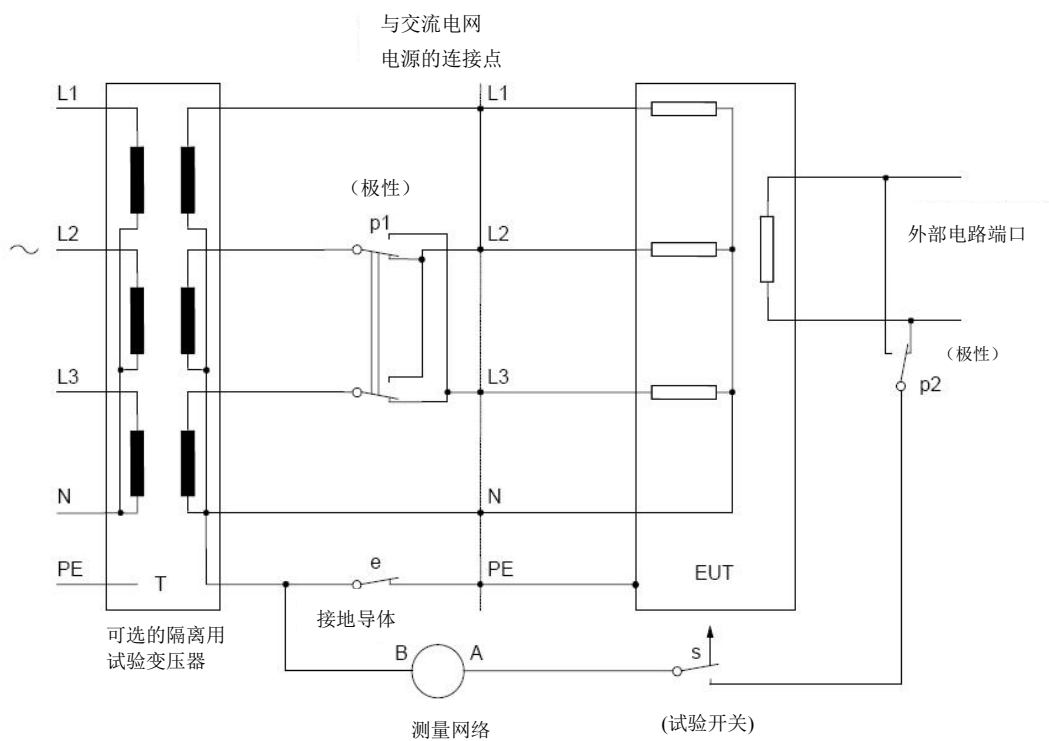 与交流电网
电源的连接点
L1
L1
（极性）
p1
L2
L2
外部电路端口
L3
L3
（极性）
p2
N
N
PE
T
e
PE
EUT
接地导体
可选的隔离用
试验变压器
B
A
s
测量网络
(试验开关)